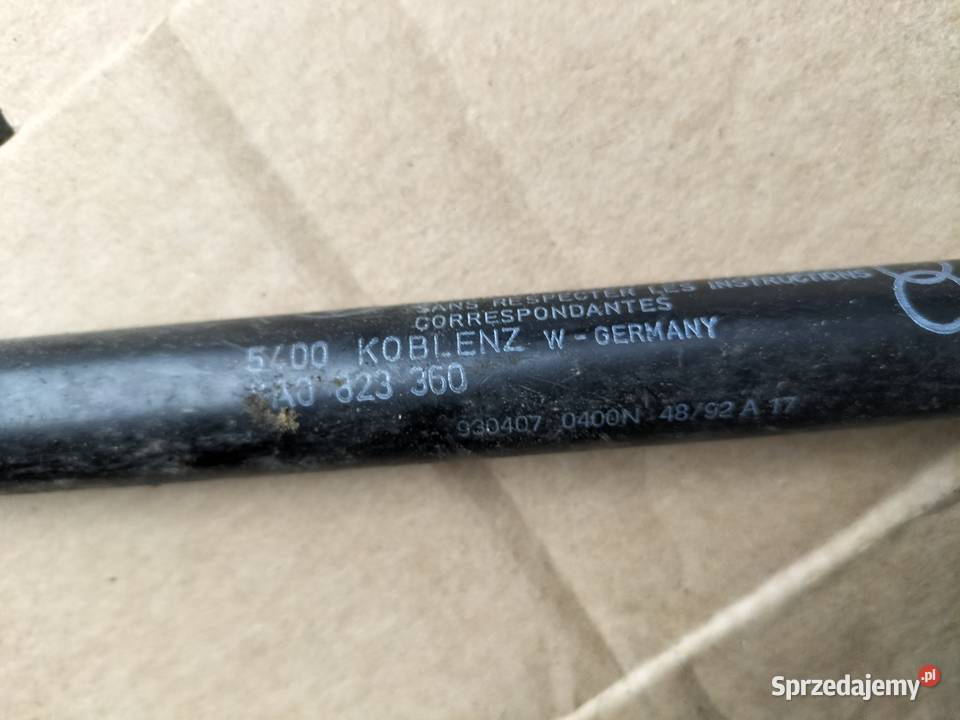 SANS RESPECTER LES INSTRUCTIONS
CORRESPONDANTES
5400 KOBLENZ W-GERMANY
823 360
930407 0400N 48/92 A 17
Sprzedajemy.pl